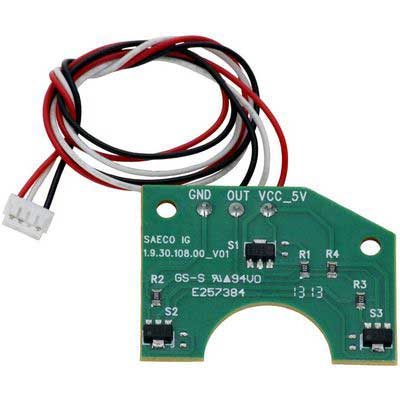 GND OUT VCC_5V
SAECO IG
1.9.30.108.00_V01
S1
R1 R4
GS-S 94V0
E257384 1313
R2
R3
S2
S3